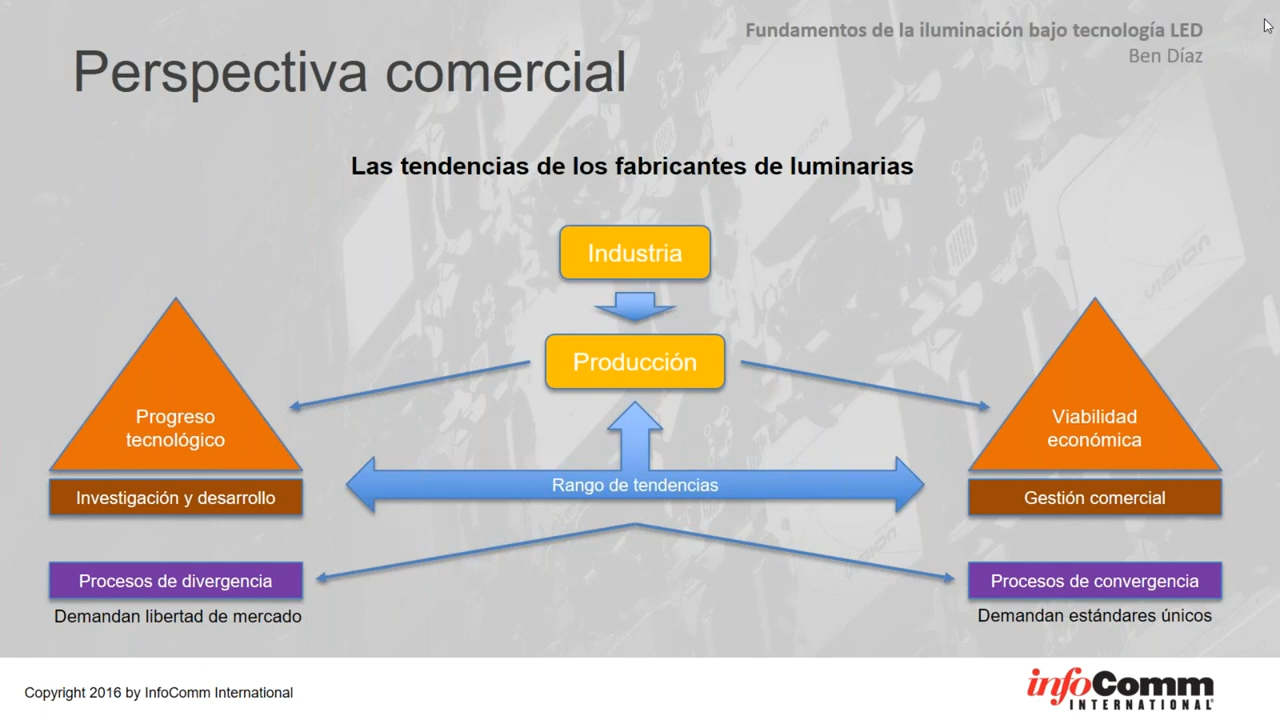 Fundamentos de la iluminación bajo tecnología LED
Ben Díaz
Perspectiva comercial
Las tendencias de los fabricantes de luminarias
Industria
Producción
Progreso
tecnológico
Viabilidad
económica
Rango de tendencias
Investigación y desarrollo
Gestión comercial
Procesos de divergencia
Procesos de convergencia
Demandan libertad de mercado
Demandan estándares únicos
Copyright 2016 by InfoComm International
infoComm
INTERNATIONAL®